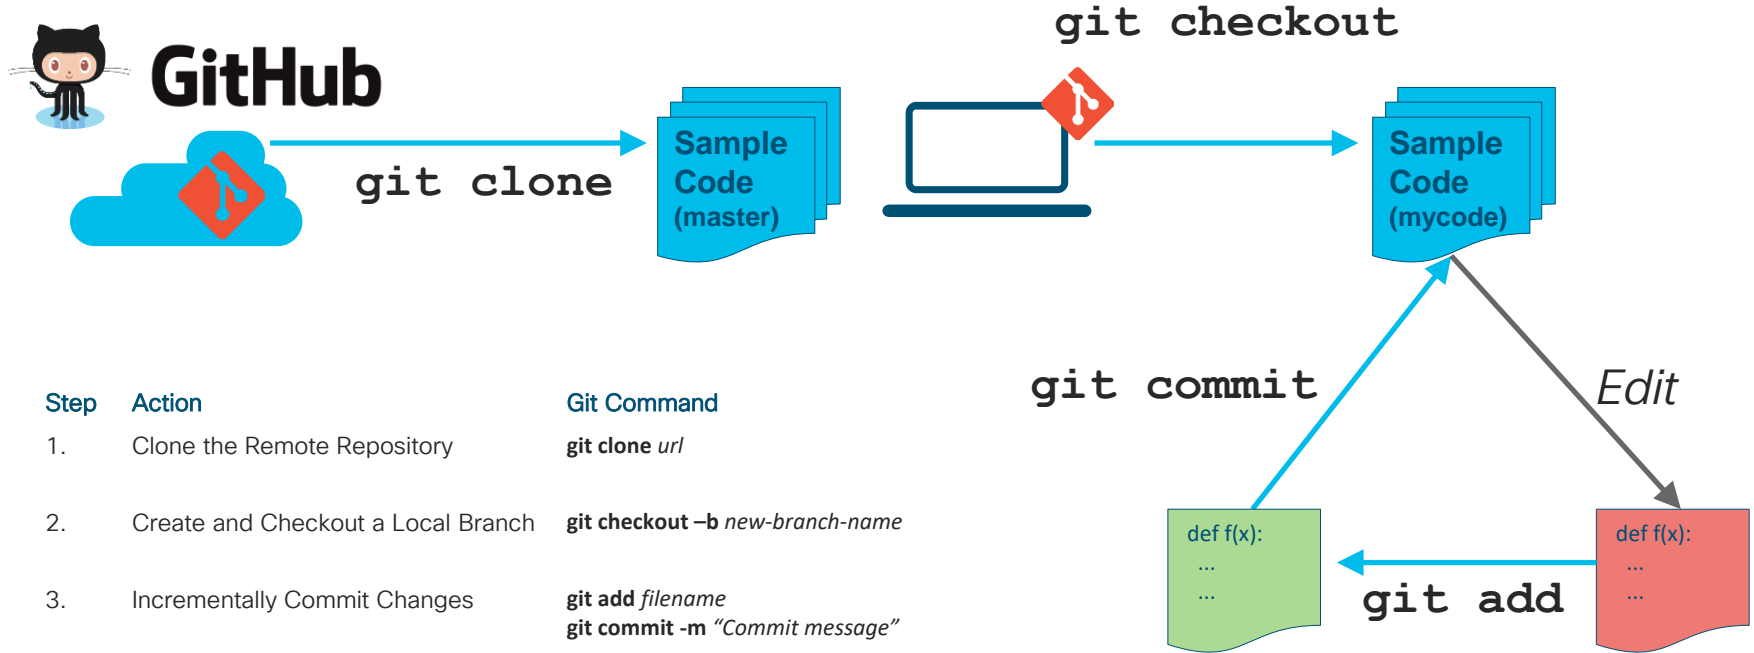 git checkout
GitHub
git clone
Sample
Code
(master)
Sample
Code
(mycode)
git commit
Edit
def f(x):
...
...
git add
def f(x):
...
...
Step Action Git Command
1. Clone the Remote Repository git clone url
2. Create and Checkout a Local Branch git checkout –b new-branch-name
3. Incrementally Commit Changes git add filename
git commit -m “Commit message”